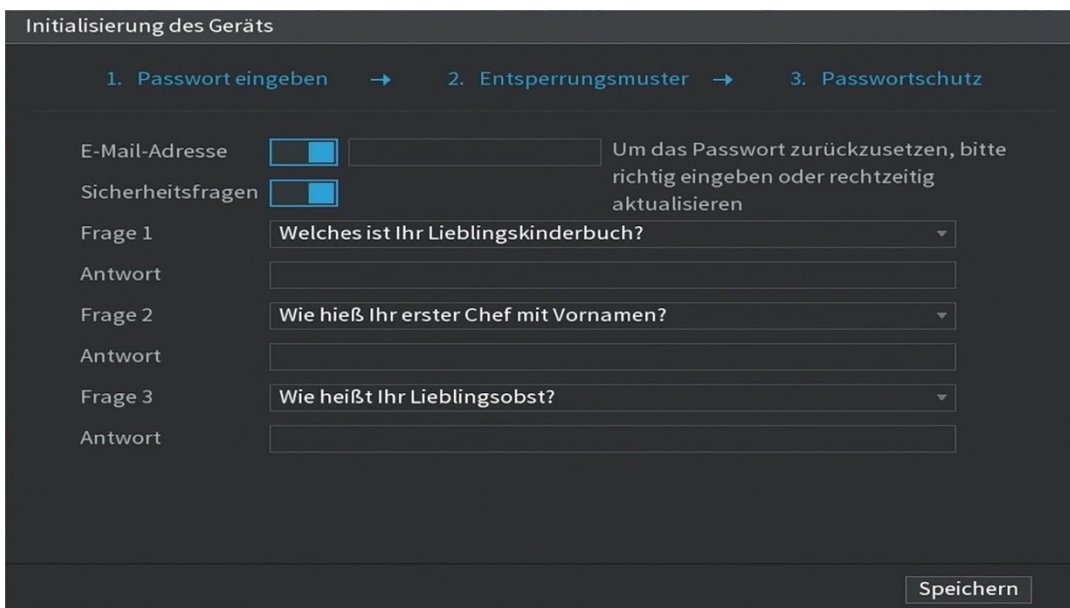 Initialisierung des Geräts
1. Passwort eingeben → 2. Entsperrungsmuster → 3. Passwortschutz
E-Mail-Adresse
Um das Passwort zurückzusetzen, bitte
richtig eingeben oder rechtzeitig
aktualisieren
Sicherheitsfragen
Frage 1 Welches ist Ihr Lieblingskinderbuch?
Antwort
Frage 2 Wie hieß Ihr erster Chef mit Vornamen?
Antwort
Frage 3 Wie heißt Ihr Lieblingsobst?
Antwort
Speichern